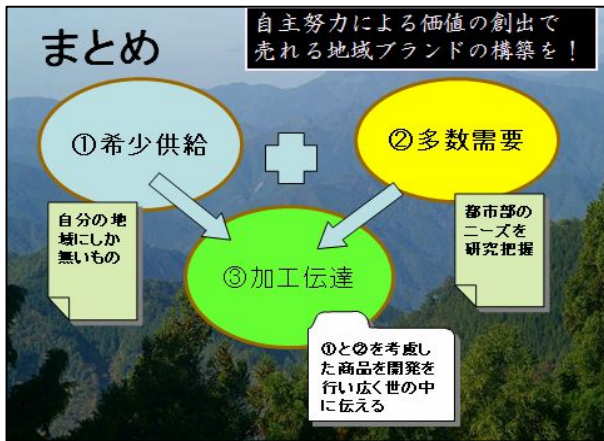 まとめ
自主努力による価値の創出で
売れる地域ブランドの構築を！
①希少供給
②多数需要
自分の地
域にしか
無いもの
都市部の
ニーズを
研究把握
③加工伝達
①と②を考慮し
た商品を開発を
行い広く世の中
に伝える